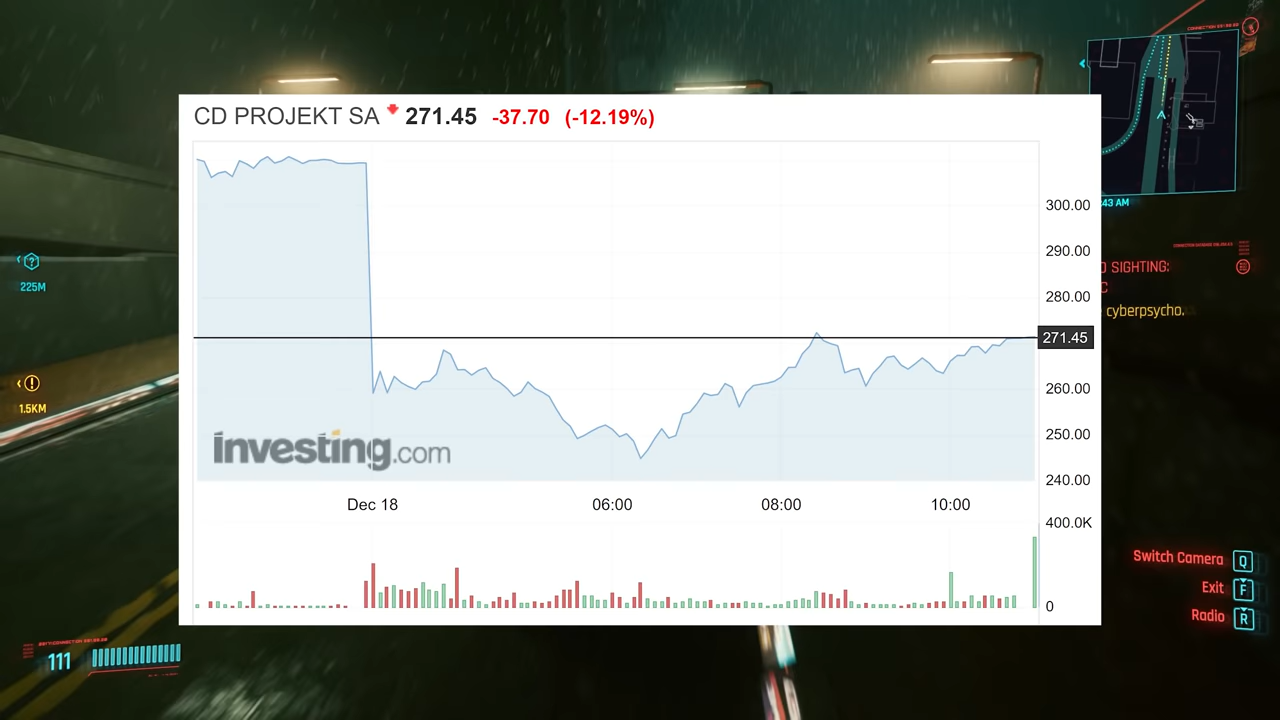 CD PROJEKT SA 271.45 -37.70 (-12.19%)
300.00
290.00
280.00
271.45
260.00
250.00
240.00
investing.com
Dec 18 06:00 08:00 10:00
400.0K
0
:43 AM
SIGHTING:
C
cyberpsycho.
225M
1.5KM
Switch Camera Q
Exit F
Radio R
111